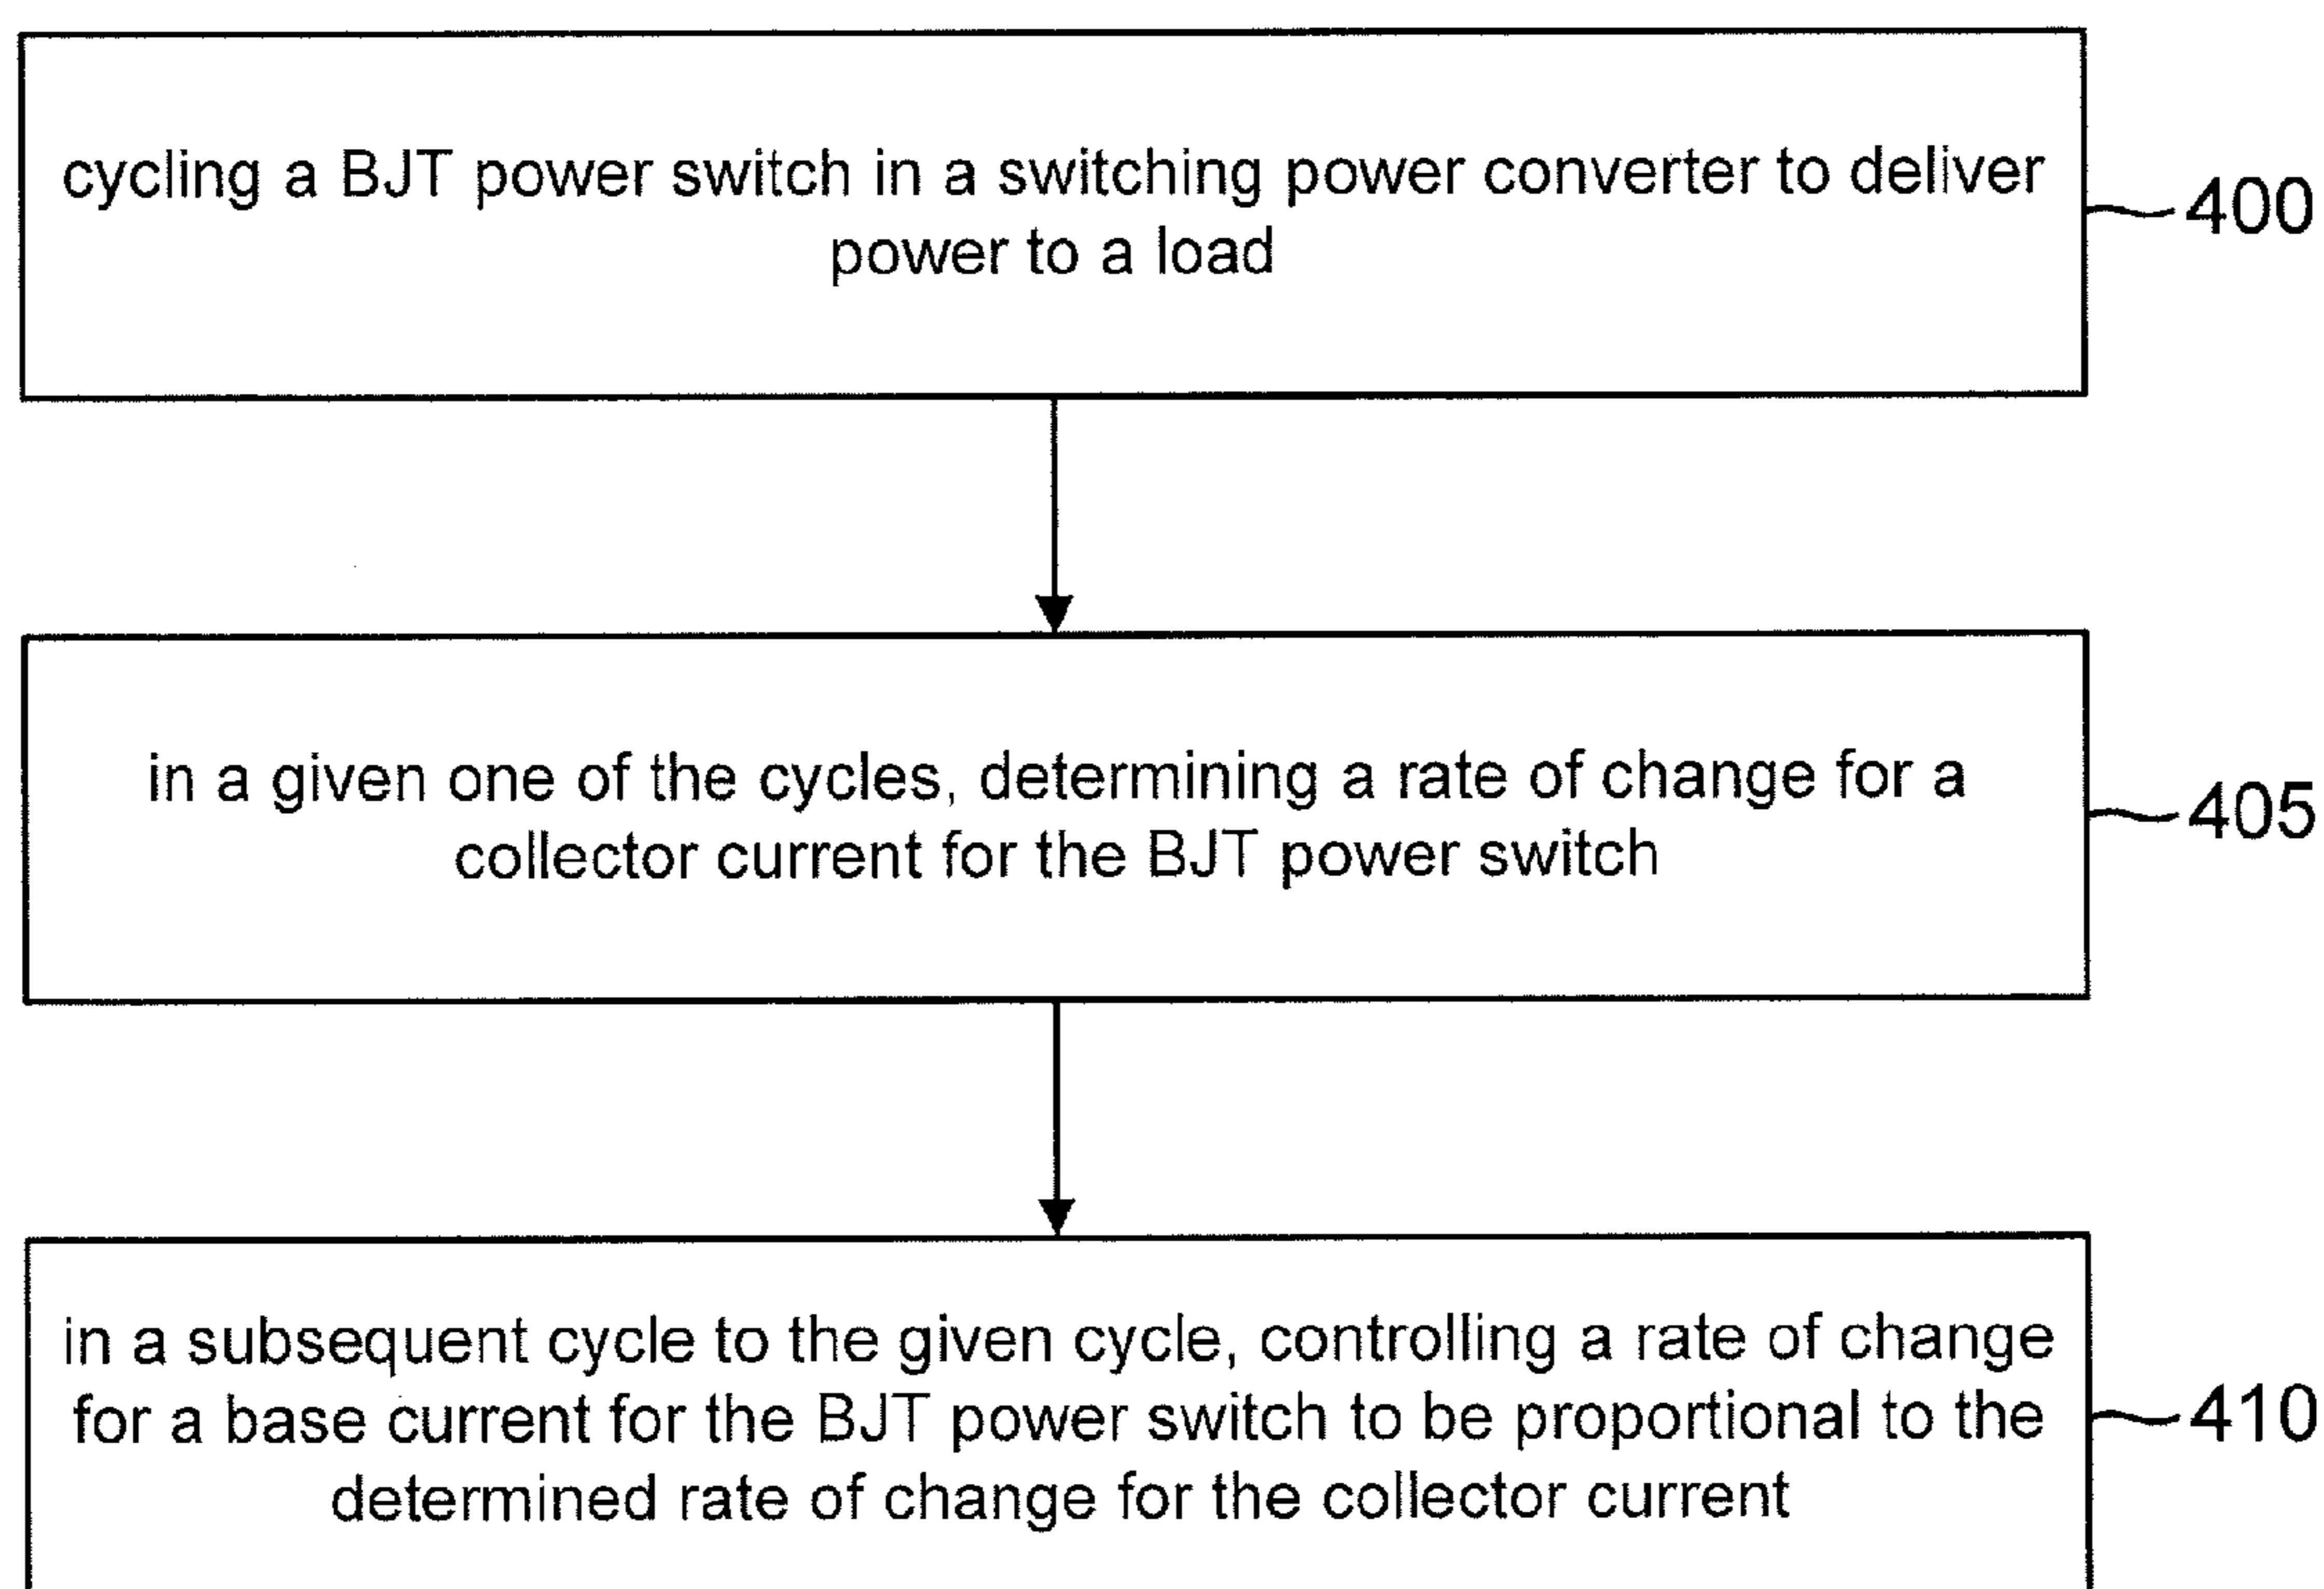 cycling a BJT power switch in a switching power converter to deliver
power to a load
400
in a given one of the cycles, determining a rate of change for a
collector current for the BJT power switch
405
in a subsequent cycle to the given cycle, controlling a rate of change
for a base current for the BJT power switch to be proportional to the
determined rate of change for the collector current
410